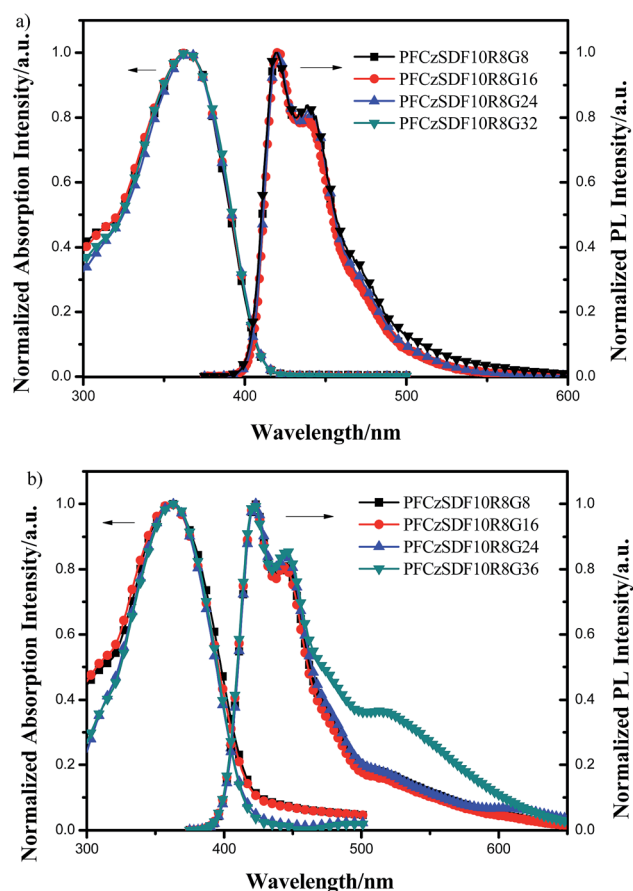 a)
Normalized Absorption Intensity/a.u.
1.0
0.8
0.6
0.4
0.2
0.0
PFCzSDF10R8G8
PFCzSDF10R8G16
PFCzSDF10R8G24
PFCzSDF10R8G32
1.0
0.8
0.6
0.4
0.2
0.0
Normalized PL Intensity/a.u.
300 400 500 600
Wavelength/nm
b)
Normalized Absorption Intensity/a.u.
1.0
0.8
0.6
0.4
0.2
0.0
PFCzSDF10R8G8
PFCzSDF10R8G16
PFCzSDF10R8G24
PFCzSDF10R8G36
1.0
0.8
0.6
0.4
0.2
0.0
Normalized PL Intensity/a.u.
300 400 500 600
Wavelength/nm